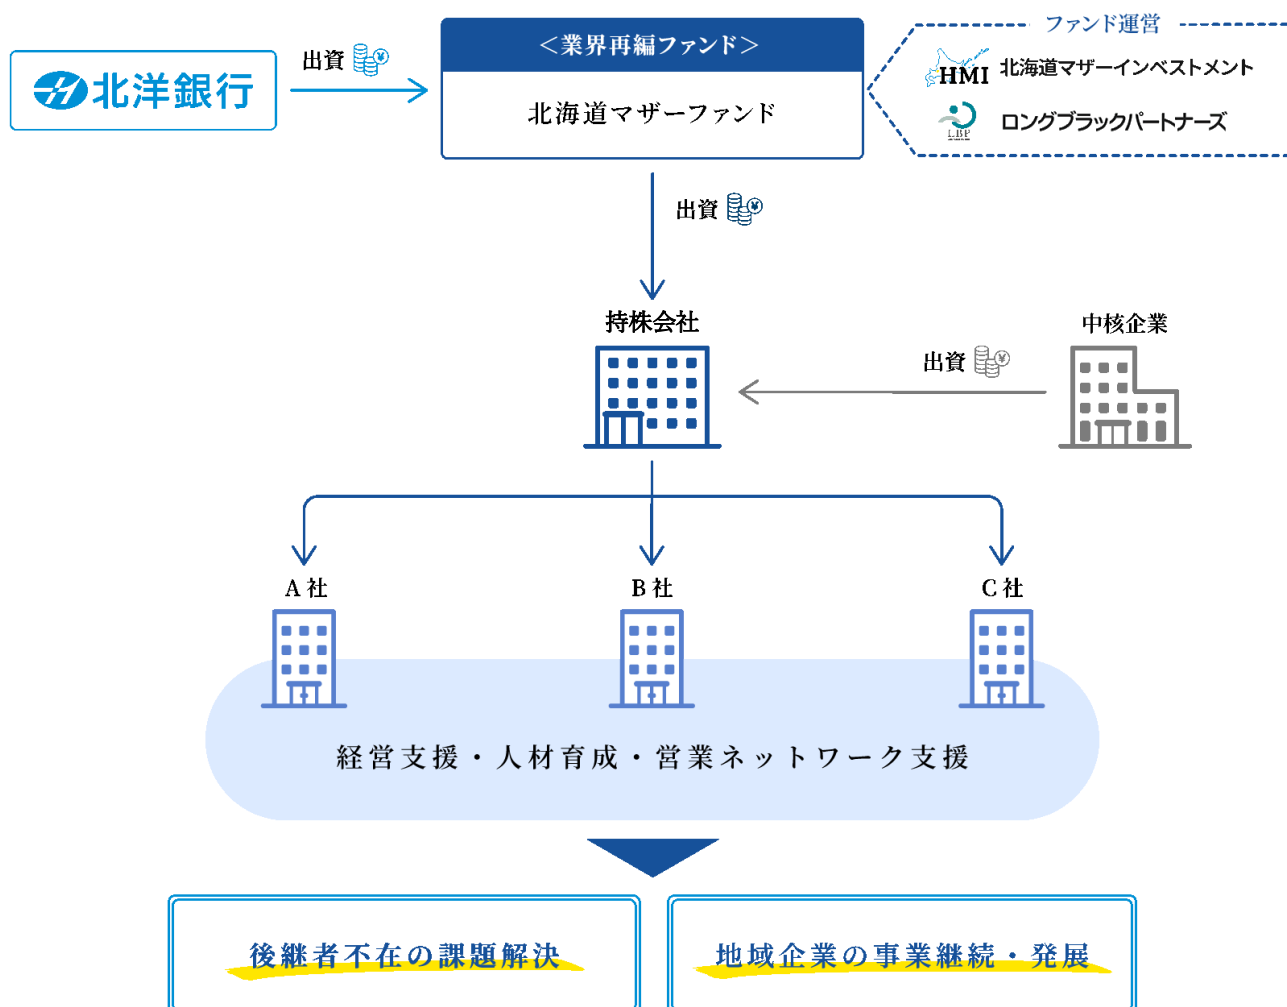 北洋銀行
出資
＜業界再編ファンド＞
北海道マザーファンド
ファンド運営
HMI 北海道マザーインベストメント
LBP ロングブラックパートナーズ
出資
持株会社
中核企業
出資
A社
B社
C社
経営支援・人材育成・営業ネットワーク支援
後継者不在の課題解決
地域企業の事業継続・発展